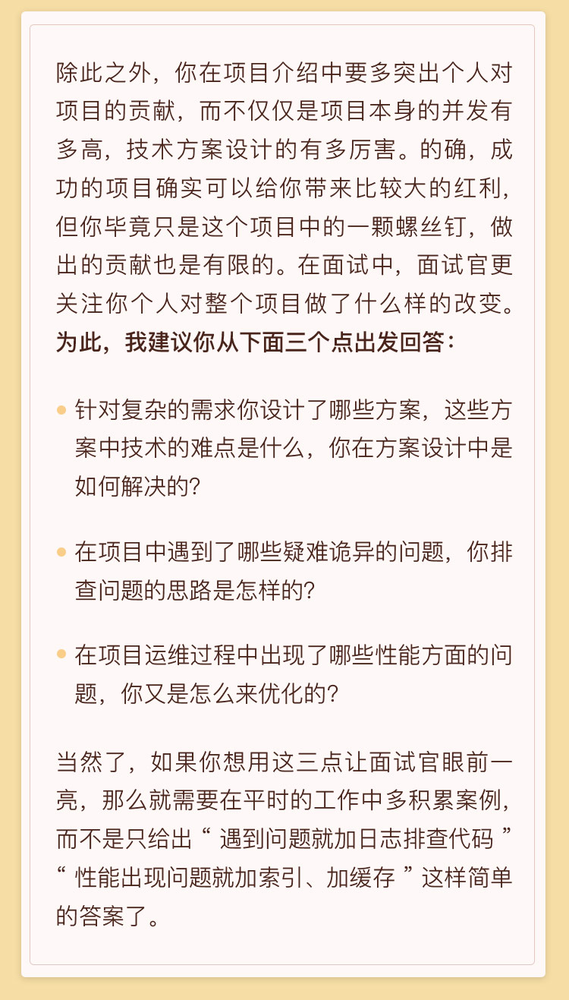 除此之外，你在项目介绍中要多突出个人对
项目的贡献，而不仅仅是项目本身的并发有
多高，技术方案设计的有多厉害。的确，成
功的项目确实可以给你带来比较大的红利，
但你毕竟只是这个项目中的一颗螺丝钉，做
出的贡献也是有限的。在面试中，面试官更
关注你个人对整个项目做了什么样的改变。
为此，我建议你从下面三个点出发回答：
针对复杂的需求你设计了哪些方案，这些方
案中技术的难点是什么，你在方案设计中是
如何解决的？
在项目中遇到了哪些疑难诡异的问题，你排
查问题的思路是怎样的？
在项目运维过程中出现了哪些性能方面的问
题，你又是怎么来优化的？
当然了，如果你想用这三点让面试官眼前一
亮，那么就需要在平时的工作中多积累案例，
而不是只给出“遇到问题就加日志排查代码”
“性能出现问题就加索引、加缓存”这样简单
的答案了。